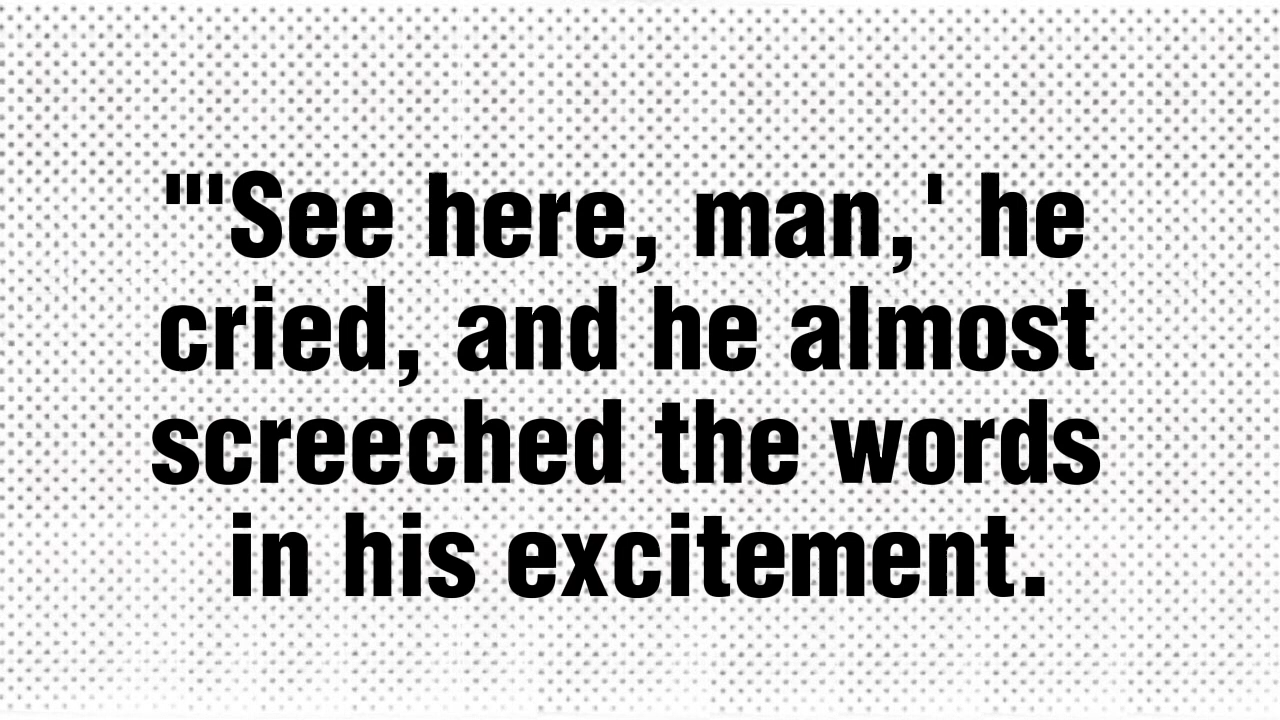 "'See here, man,' he
cried, and he almost
screeched the words
in his excitement.